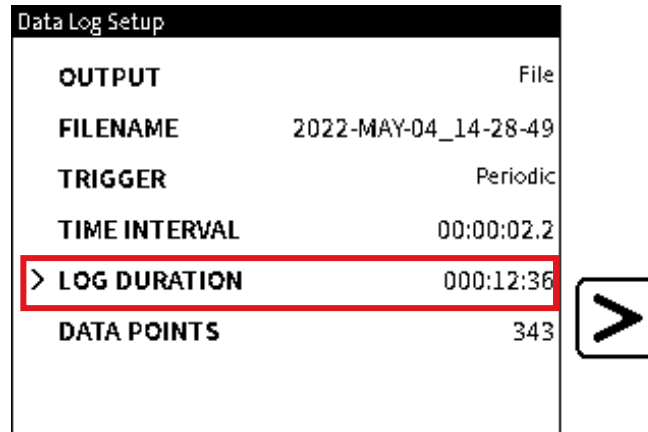 Data Log Setup
OUTPUT File
FILENAME 2022-MAY-04_14-28-49
TRIGGER Periodic
TIME INTERVAL 00:00:02.2
> LOG DURATION 000:12:36
DATA POINTS 343
>